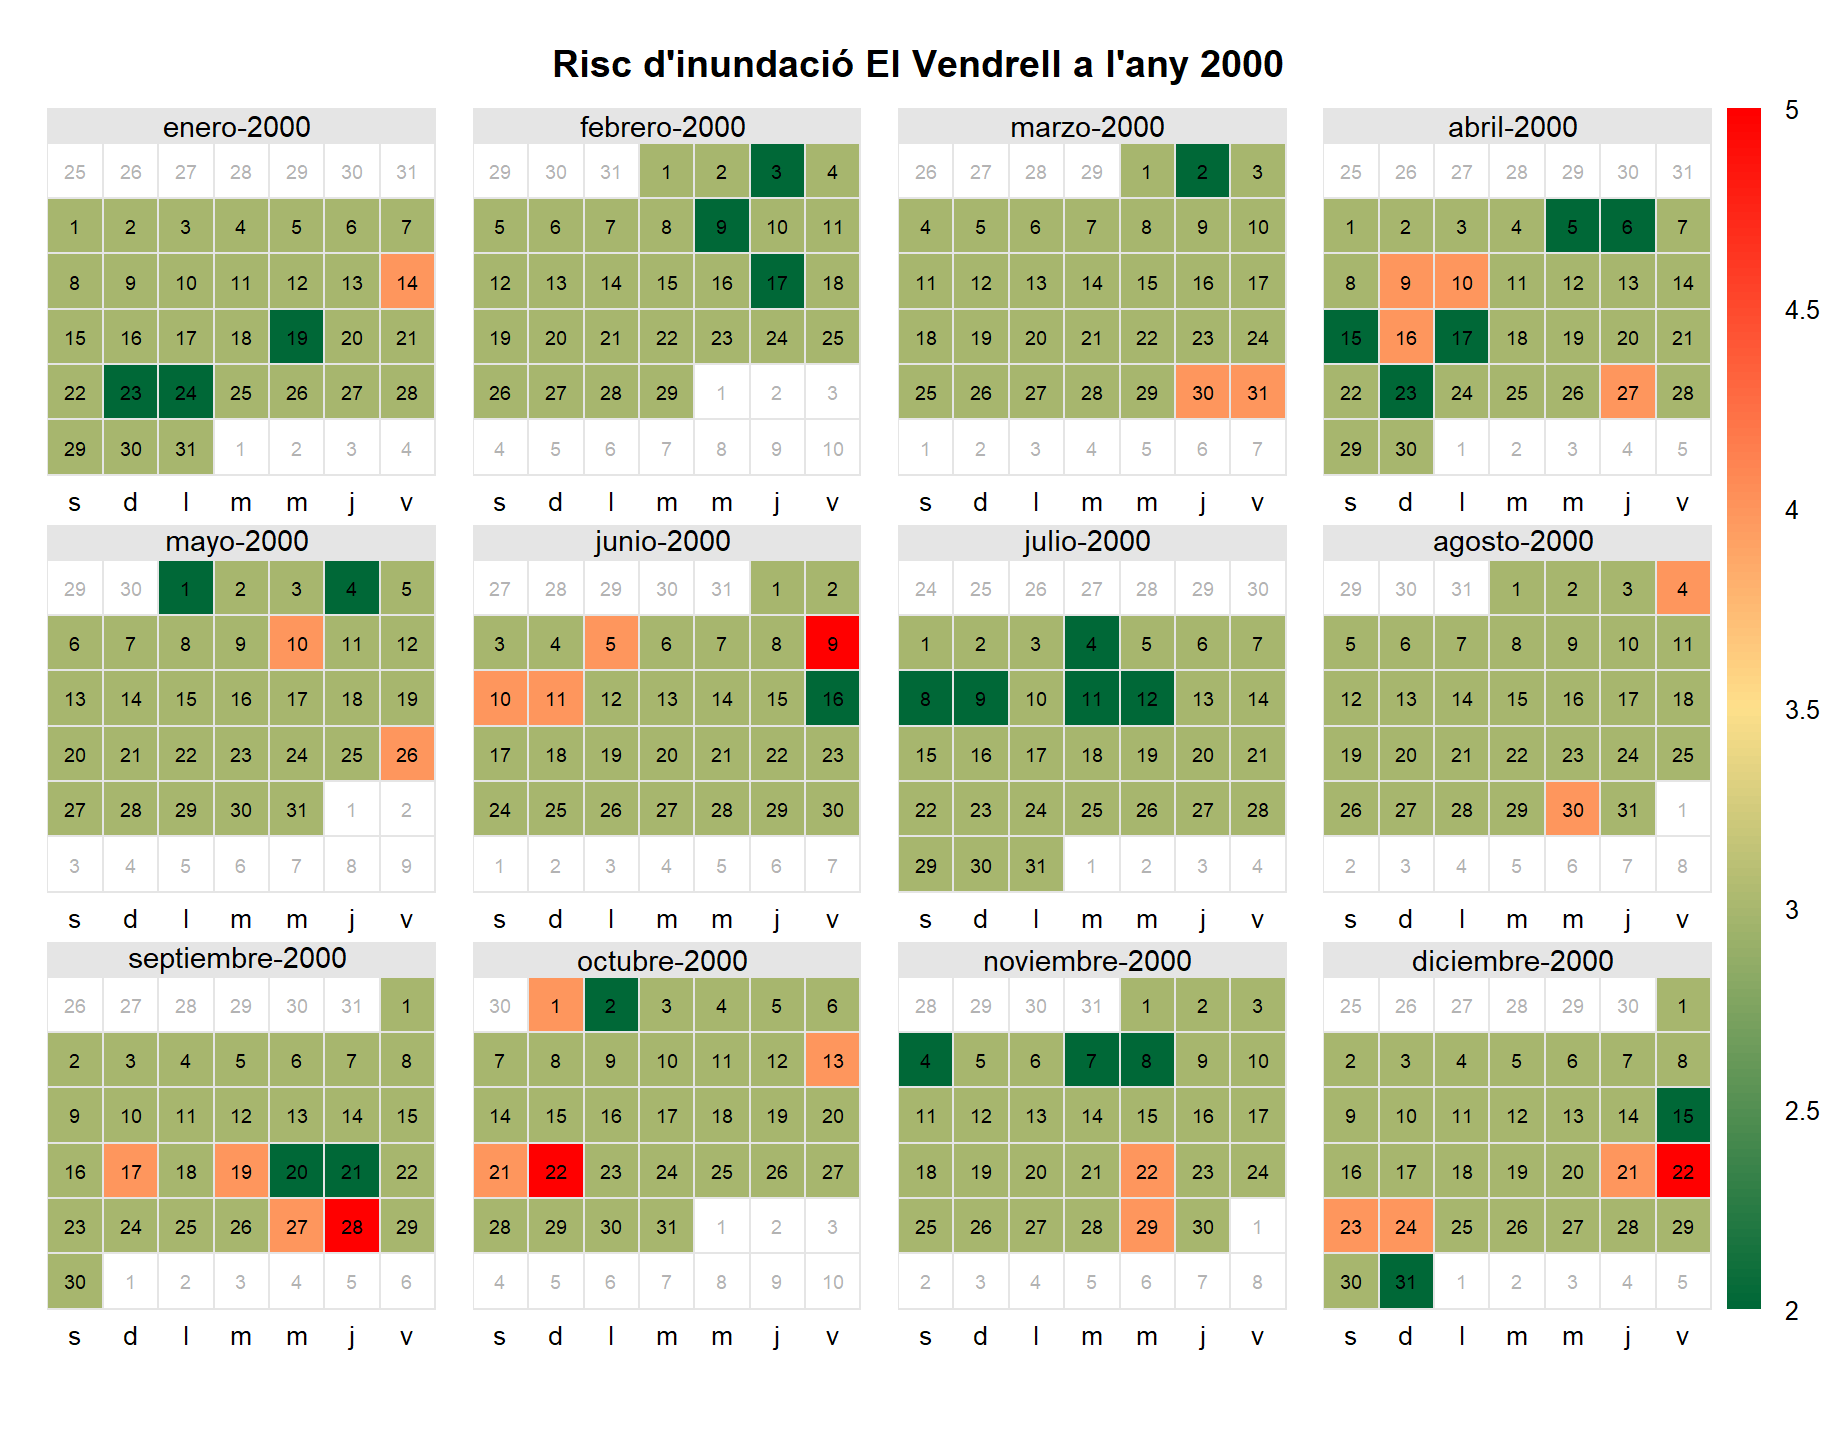 Risc d'inundació El Vendrell a l'any 2000
enero-2000 febrero-2000 marzo-2000 abril-2000 5
25 26 27 28 29 30 31 29 30 31 1 2 3 4 26 27 28 29 1 2 3 25 26 27 28 29 30 31
1 2 3 4 5 6 7 5 6 7 8 9 10 11 4 5 6 7 8 9 10 1 2 3 4 5 6 7
8 9 10 11 12 13 14 12 13 14 15 16 17 18 11 12 13 14 15 16 17 8 9 10 11 12 13 14 4.5
15 16 17 18 19 20 21 19 20 21 22 23 24 25 18 19 20 21 22 23 24 15 16 17 18 19 20 21
22 23 24 25 26 27 28 26 27 28 29 1 2 3 25 26 27 28 29 30 31 22 23 24 25 26 27 28
29 30 31 1 2 3 4 4 5 6 7 8 9 10 1 2 3 4 5 6 7 29 30 1 2 3 4 5
s d l m m j v s d l m m j v s d l m m j v s d l m m j v 4
mayo-2000 junio-2000 julio-2000 agosto-2000
29 30 1 2 3 4 5 27 28 29 30 31 1 2 24 25 26 27 28 29 30 29 30 31 1 2 3 4
6 7 8 9 10 11 12 3 4 5 6 7 8 9 1 2 3 4 5 6 7 5 6 7 8 9 10 11
13 14 15 16 17 18 19 10 11 12 13 14 15 16 8 9 10 11 12 13 14 12 13 14 15 16 17 18 3.5
20 21 22 23 24 25 26 17 18 19 20 21 22 23 15 16 17 18 19 20 21 19 20 21 22 23 24 25
27 28 29 30 31 1 2 24 25 26 27 28 29 30 22 23 24 25 26 27 28 26 27 28 29 30 31 1
3 4 5 6 7 8 9 1 2 3 4 5 6 7 29 30 31 1 2 3 4 2 3 4 5 6 7 8
s d l m m j v s d l m m j v s d l m m j v s d l m m j v 3
septiembre-2000 octubre-2000 noviembre-2000 diciembre-2000
26 27 28 29 30 31 1 30 1 2 3 4 5 6 28 29 30 31 1 2 3 25 26 27 28 29 30 1
2 3 4 5 6 7 8 7 8 9 10 11 12 13 4 5 6 7 8 9 10 2 3 4 5 6 7 8
9 10 11 12 13 14 15 14 15 16 17 18 19 20 11 12 13 14 15 16 17 9 10 11 12 13 14 15 2.5
16 17 18 19 20 21 22 21 22 23 24 25 26 27 18 19 20 21 22 23 24 16 17 18 19 20 21 22
23 24 25 26 27 28 29 28 29 30 31 1 2 3 25 26 27 28 29 30 1 23 24 25 26 27 28 29
30 1 2 3 4 5 6 4 5 6 7 8 9 10 2 3 4 5 6 7 8 30 31 1 2 3 4 5 2
s d l m m j v s d l m m j v s d l m m j v s d l m m j v